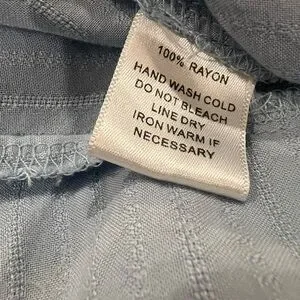 100% RAYON
HAND WASH COLD
DO NOT BLEACH
LINE DRY
IRON WARM IF
NECESSARY